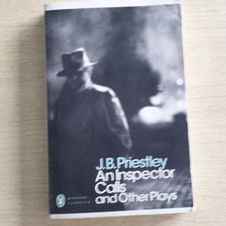 J.B. Priestley
An Inspector
Calls
and Other Plays